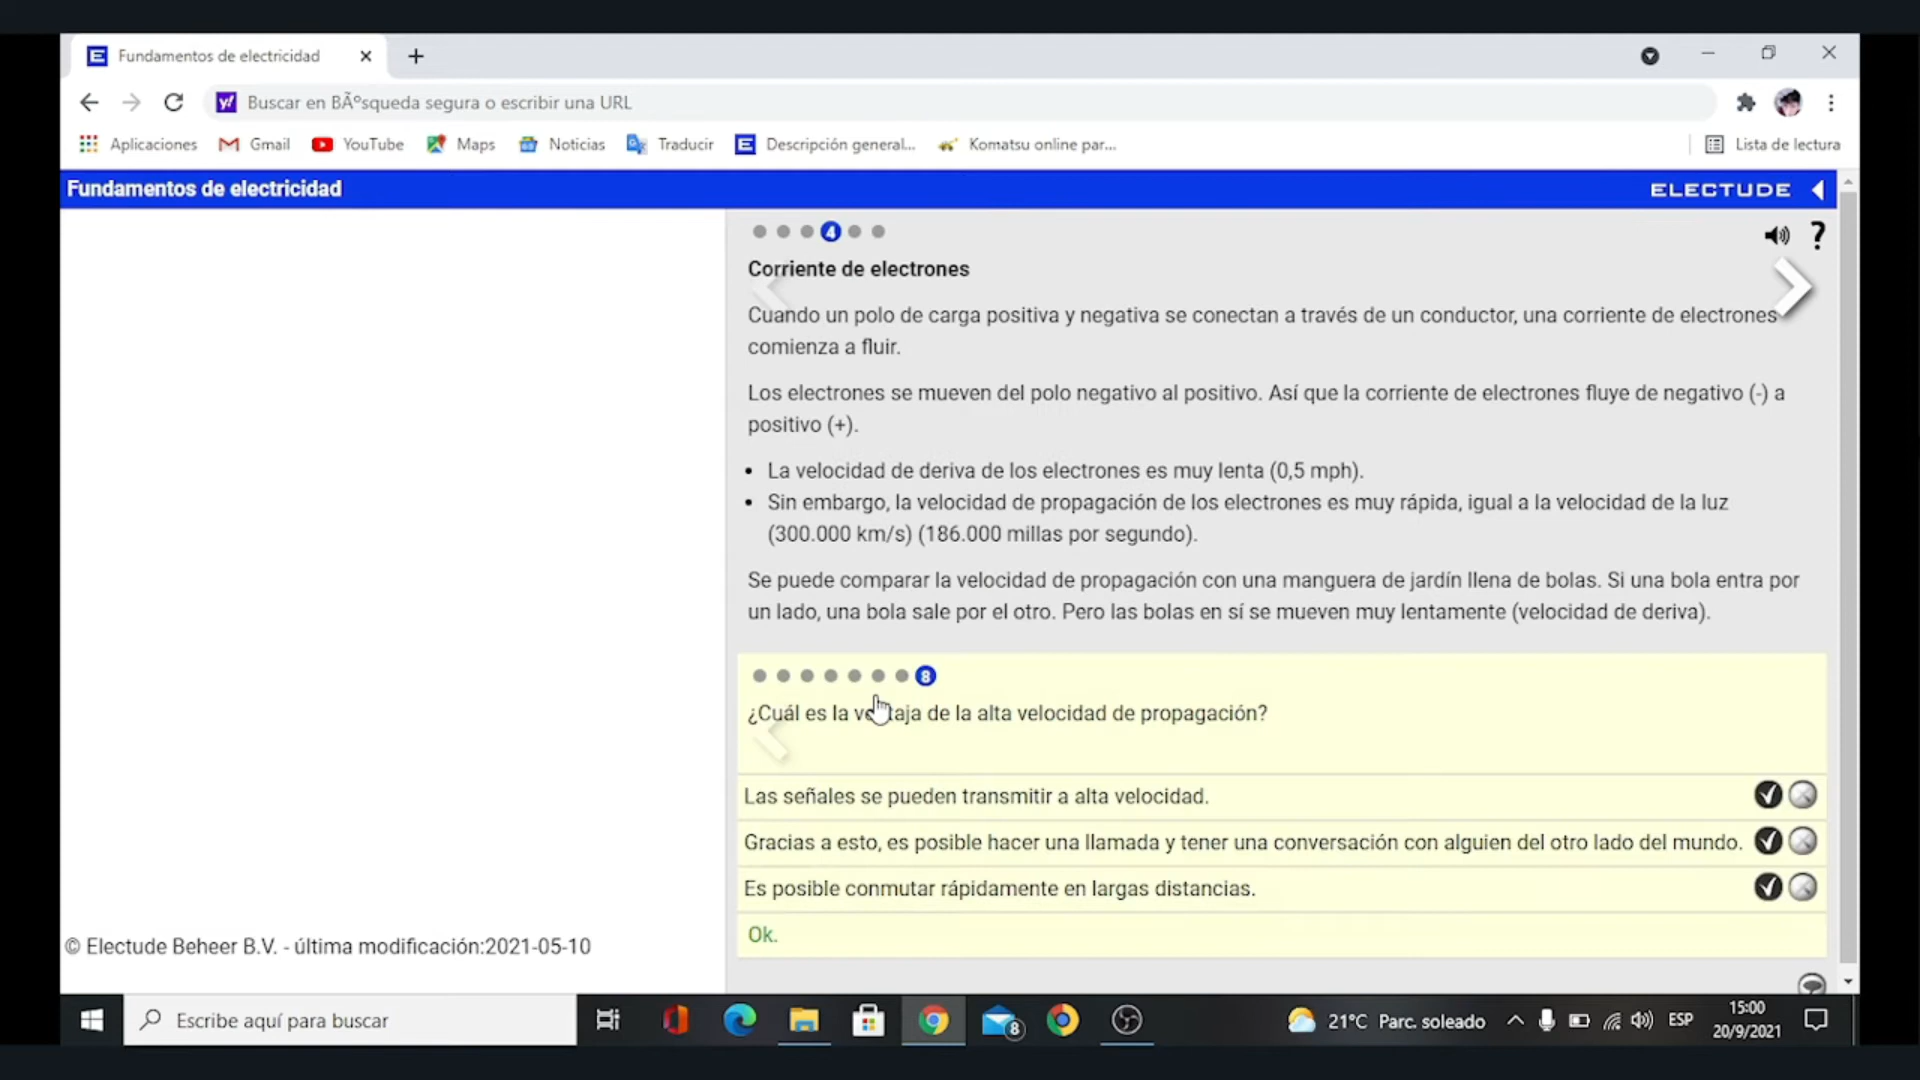 Fundamentos de electricidad
Buscar en BÃºsqueda segura o escribir una URL
Aplicaciones
Gmail
YouTube
Maps
Noticias
Traducir
Descripción general...
Komatsu online par...
Lista de lectura
Fundamentos de electricidad
ELECTUDE
4
?
Corriente de electrones
Cuando un polo de carga positiva y negativa se conectan a través de un conductor, una corriente de electrones
comienza a fluir.
Los electrones se mueven del polo negativo al positivo. Así que la corriente de electrones fluye de negativo (-) a
positivo (+).
• La velocidad de deriva de los electrones es muy lenta (0,5 mph).
• Sin embargo, la velocidad de propagación de los electrones es muy rápida, igual a la velocidad de la luz
(300.000 km/s) (186.000 millas por segundo).
Se puede comparar la velocidad de propagación con una manguera de jardín llena de bolas. Si una bola entra por
un lado, una bola sale por el otro. Pero las bolas en sí se mueven muy lentamente (velocidad de deriva).
8
¿Cuál es la ventaja de la alta velocidad de propagación?
Las señales se pueden transmitir a alta velocidad.
Gracias a esto, es posible hacer una llamada y tener una conversación con alguien del otro lado del mundo.
Es posible conmutar rápidamente en largas distancias.
Ok.
© Electude Beheer B.V. - última modificación:2021-05-10
Escribe aquí para buscar
8
21°C Parc. soleado
ESP
15:00
20/9/2021